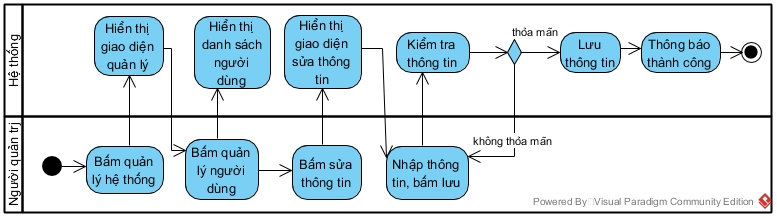 Hệ thống
Hiển thị
giao diện
quản lý
Hiển thị
danh sách
người
dùng
Hiển thị
giao diện
sửa thông
tin
Kiểm tra
thông tin
thỏa mãn
Lưu
thông tin
Thông báo
thành công
không thỏa mãn
Người quản trị
Bấm quản
lý hệ thống
Bấm quản
lý người
dùng
Bấm sửa
thông tin
Nhập thông
tin, bấm lưu
Powered By Visual Paradigm Community Edition